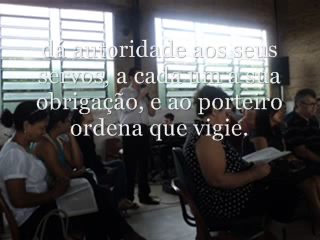 dá autoridade aos seus
servos, a cada um a sua
obrigação, e ao porteiro
ordena que vigie.